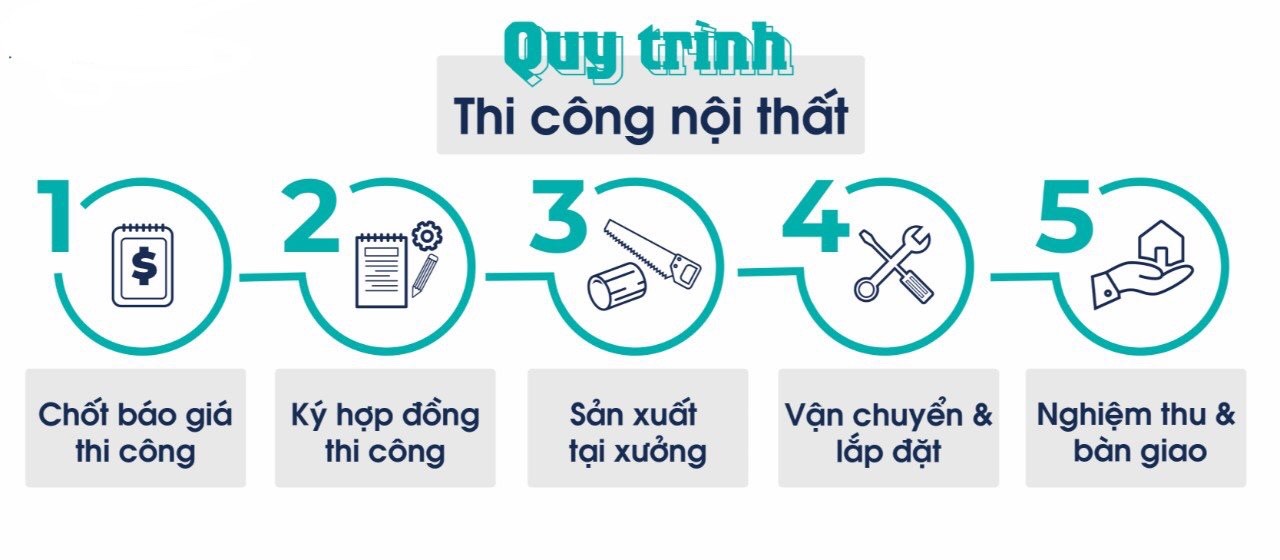 Quy trình
Thi công nội thất
1
2
3
4
5
$
Chốt báo giá
thi công
Ký hợp đồng
thi công
Sản xuất
tại xưởng
Vận chuyển &
lắp đặt
Nghiệm thu &
bàn giao